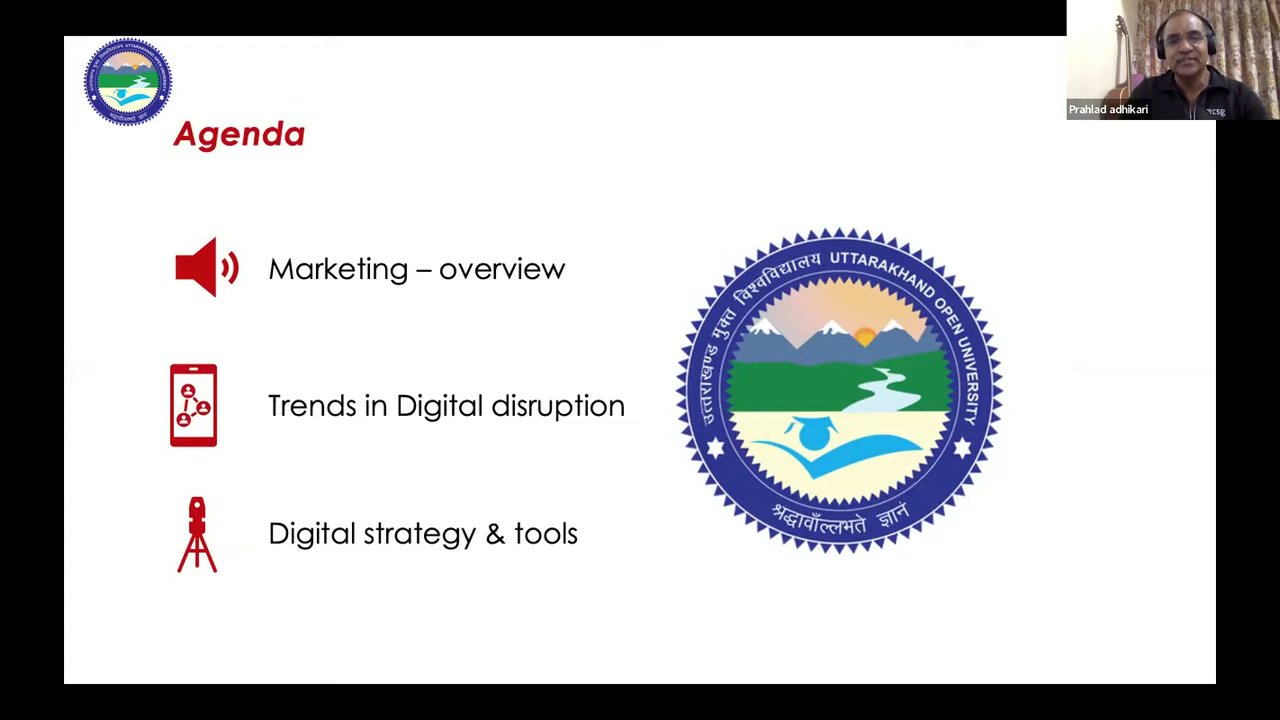 Agenda
Marketing – overview
Trends in Digital disruption
Digital strategy & tools
उत्तराखण्ड मुक्त विश्वविद्यालय UTTARAKHAND OPEN UNIVERSITY
श्रद्धावाँल्लभते ज्ञानं
Prahlad adhikari